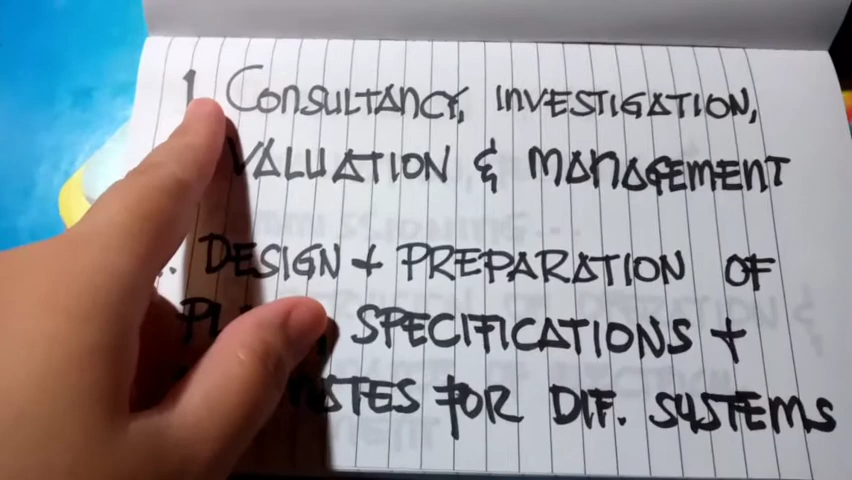 1. CONSULTANCY, INVESTIGATION,
VALUATION & MANAGEMENT
DESIGN + PREPARATION OF
SPECIFICATIONS +
FOR DIF. SYSTEMS